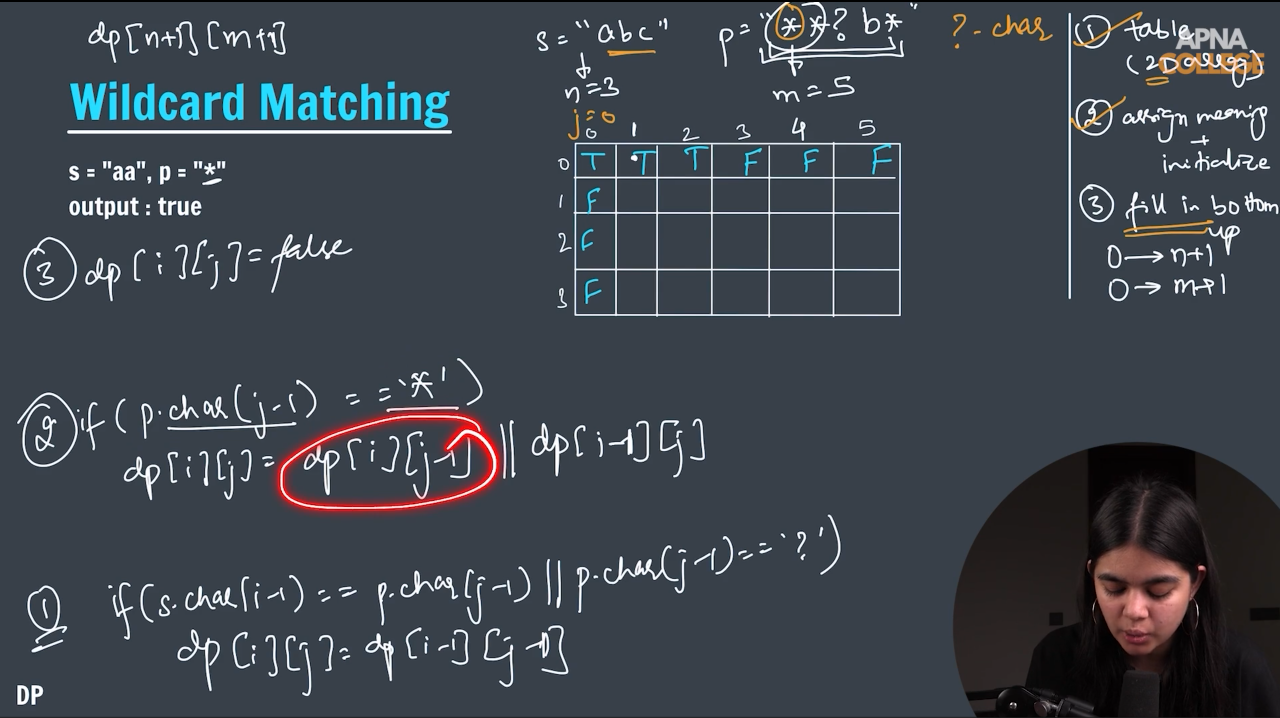 dp[n+1][m+1]
Wildcard Matching
s = "aa", p = "*"
output : true
③ dp[i][j]= false
② if( p.char(j-1) = = '*' )
dp[i][j]= dp[i][j-1] || dp[i-1][j]
① if(s.char(i-1) == p.char(j-1) || p.char(j-1)== '?')
dp[i][j]= dp[i-1][j-1]
DP
s= "abc"
n=3
p= "**? b*"
m=5
?- char
j=0
0 1 2 3 4 5
0 T T T F F F
1 F
2 F
3 F
① table
(2D array)
② assign meaning
+
initialize
③ fill in bottom
up
0→n+1
0→m+1
APNA
COLLEGE